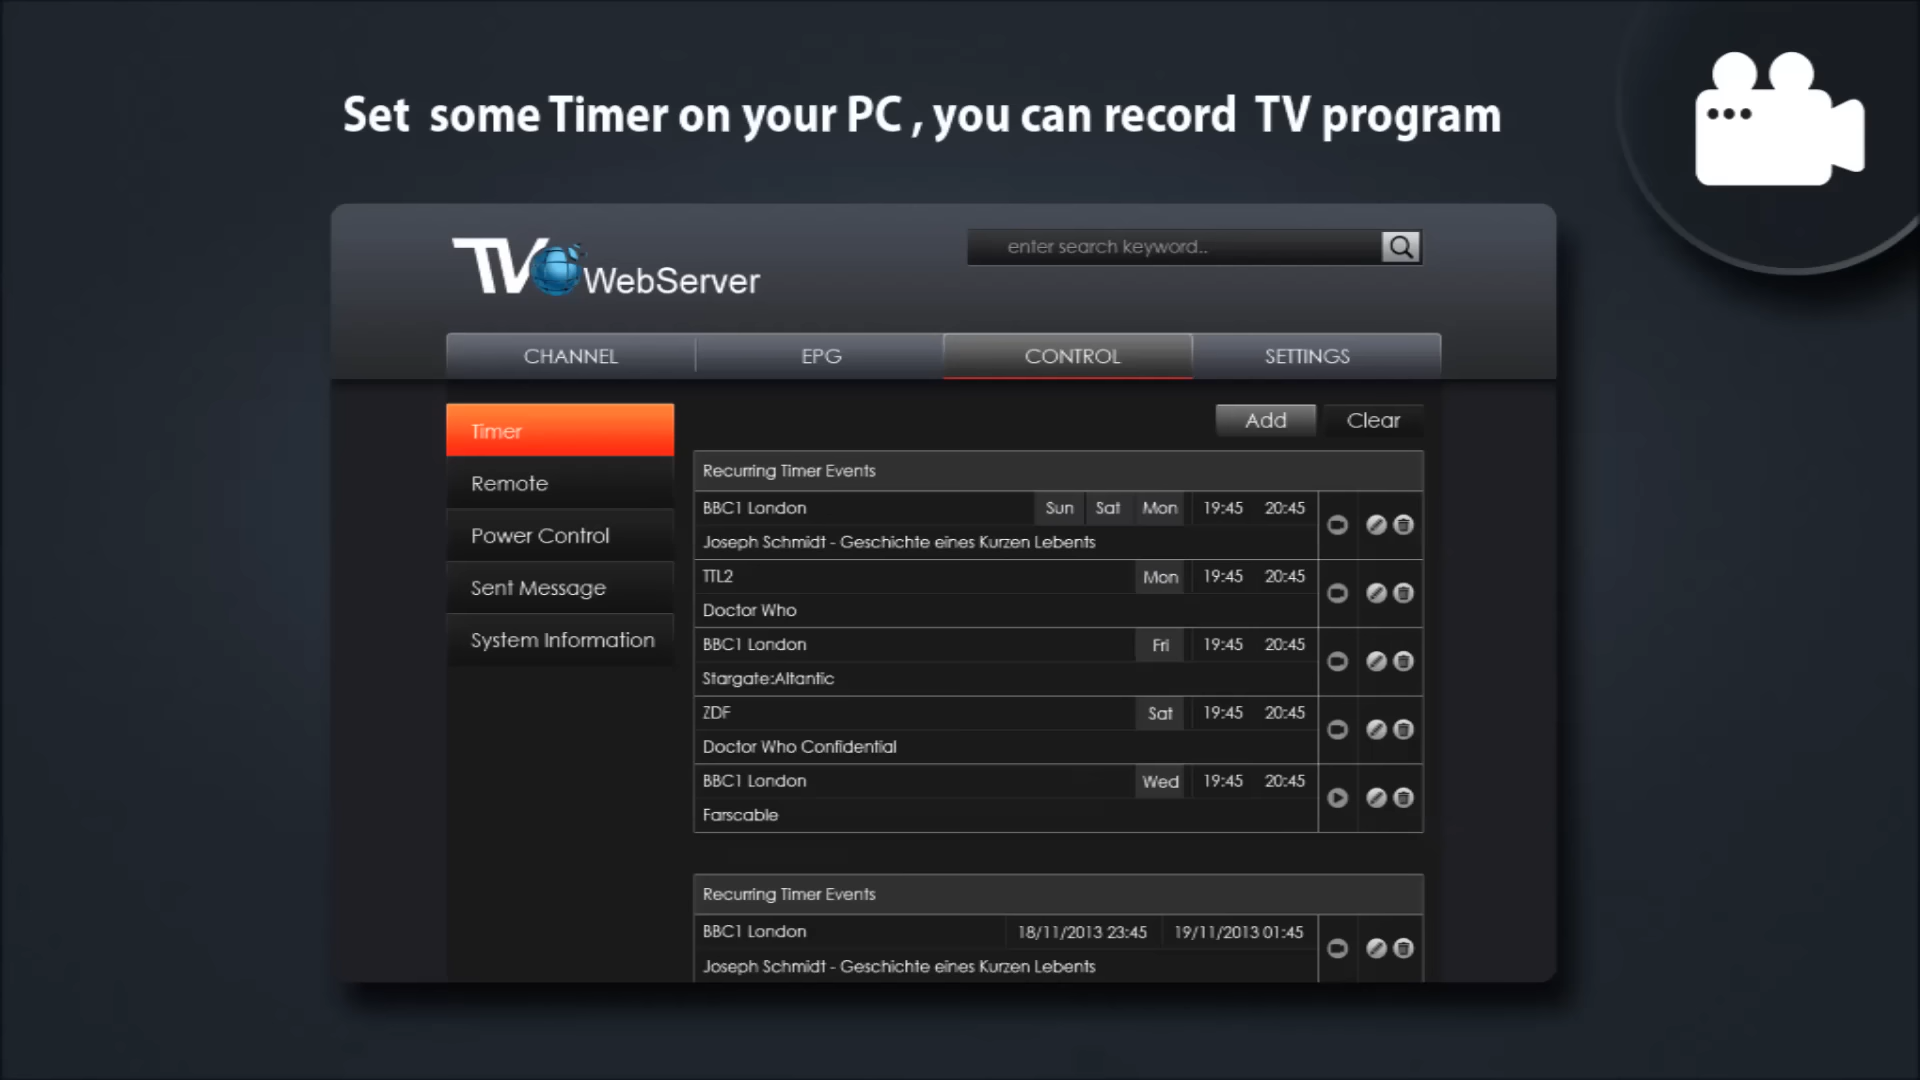 Set some Timer on your PC , you can record TV program
TV WebServer
enter search keyword..
CHANNEL EPG CONTROL SETTINGS
Timer
Remote
Power Control
Sent Message
System Information
Add Clear
Recurring Timer Events
BBC1 London Sun Sat Mon 19:45 20:45
Joseph Schmidt - Geschichte eines Kurzen Lebents
TTL2 Mon 19:45 20:45
Doctor Who
BBC1 London Fri 19:45 20:45
Stargate:Altantic
ZDF Sat 19:45 20:45
Doctor Who Confidential
BBC1 London Wed 19:45 20:45
Farscable
Recurring Timer Events
BBC1 London 18/11/2013 23:45 19/11/2013 01:45
Joseph Schmidt - Geschichte eines Kurzen Lebents